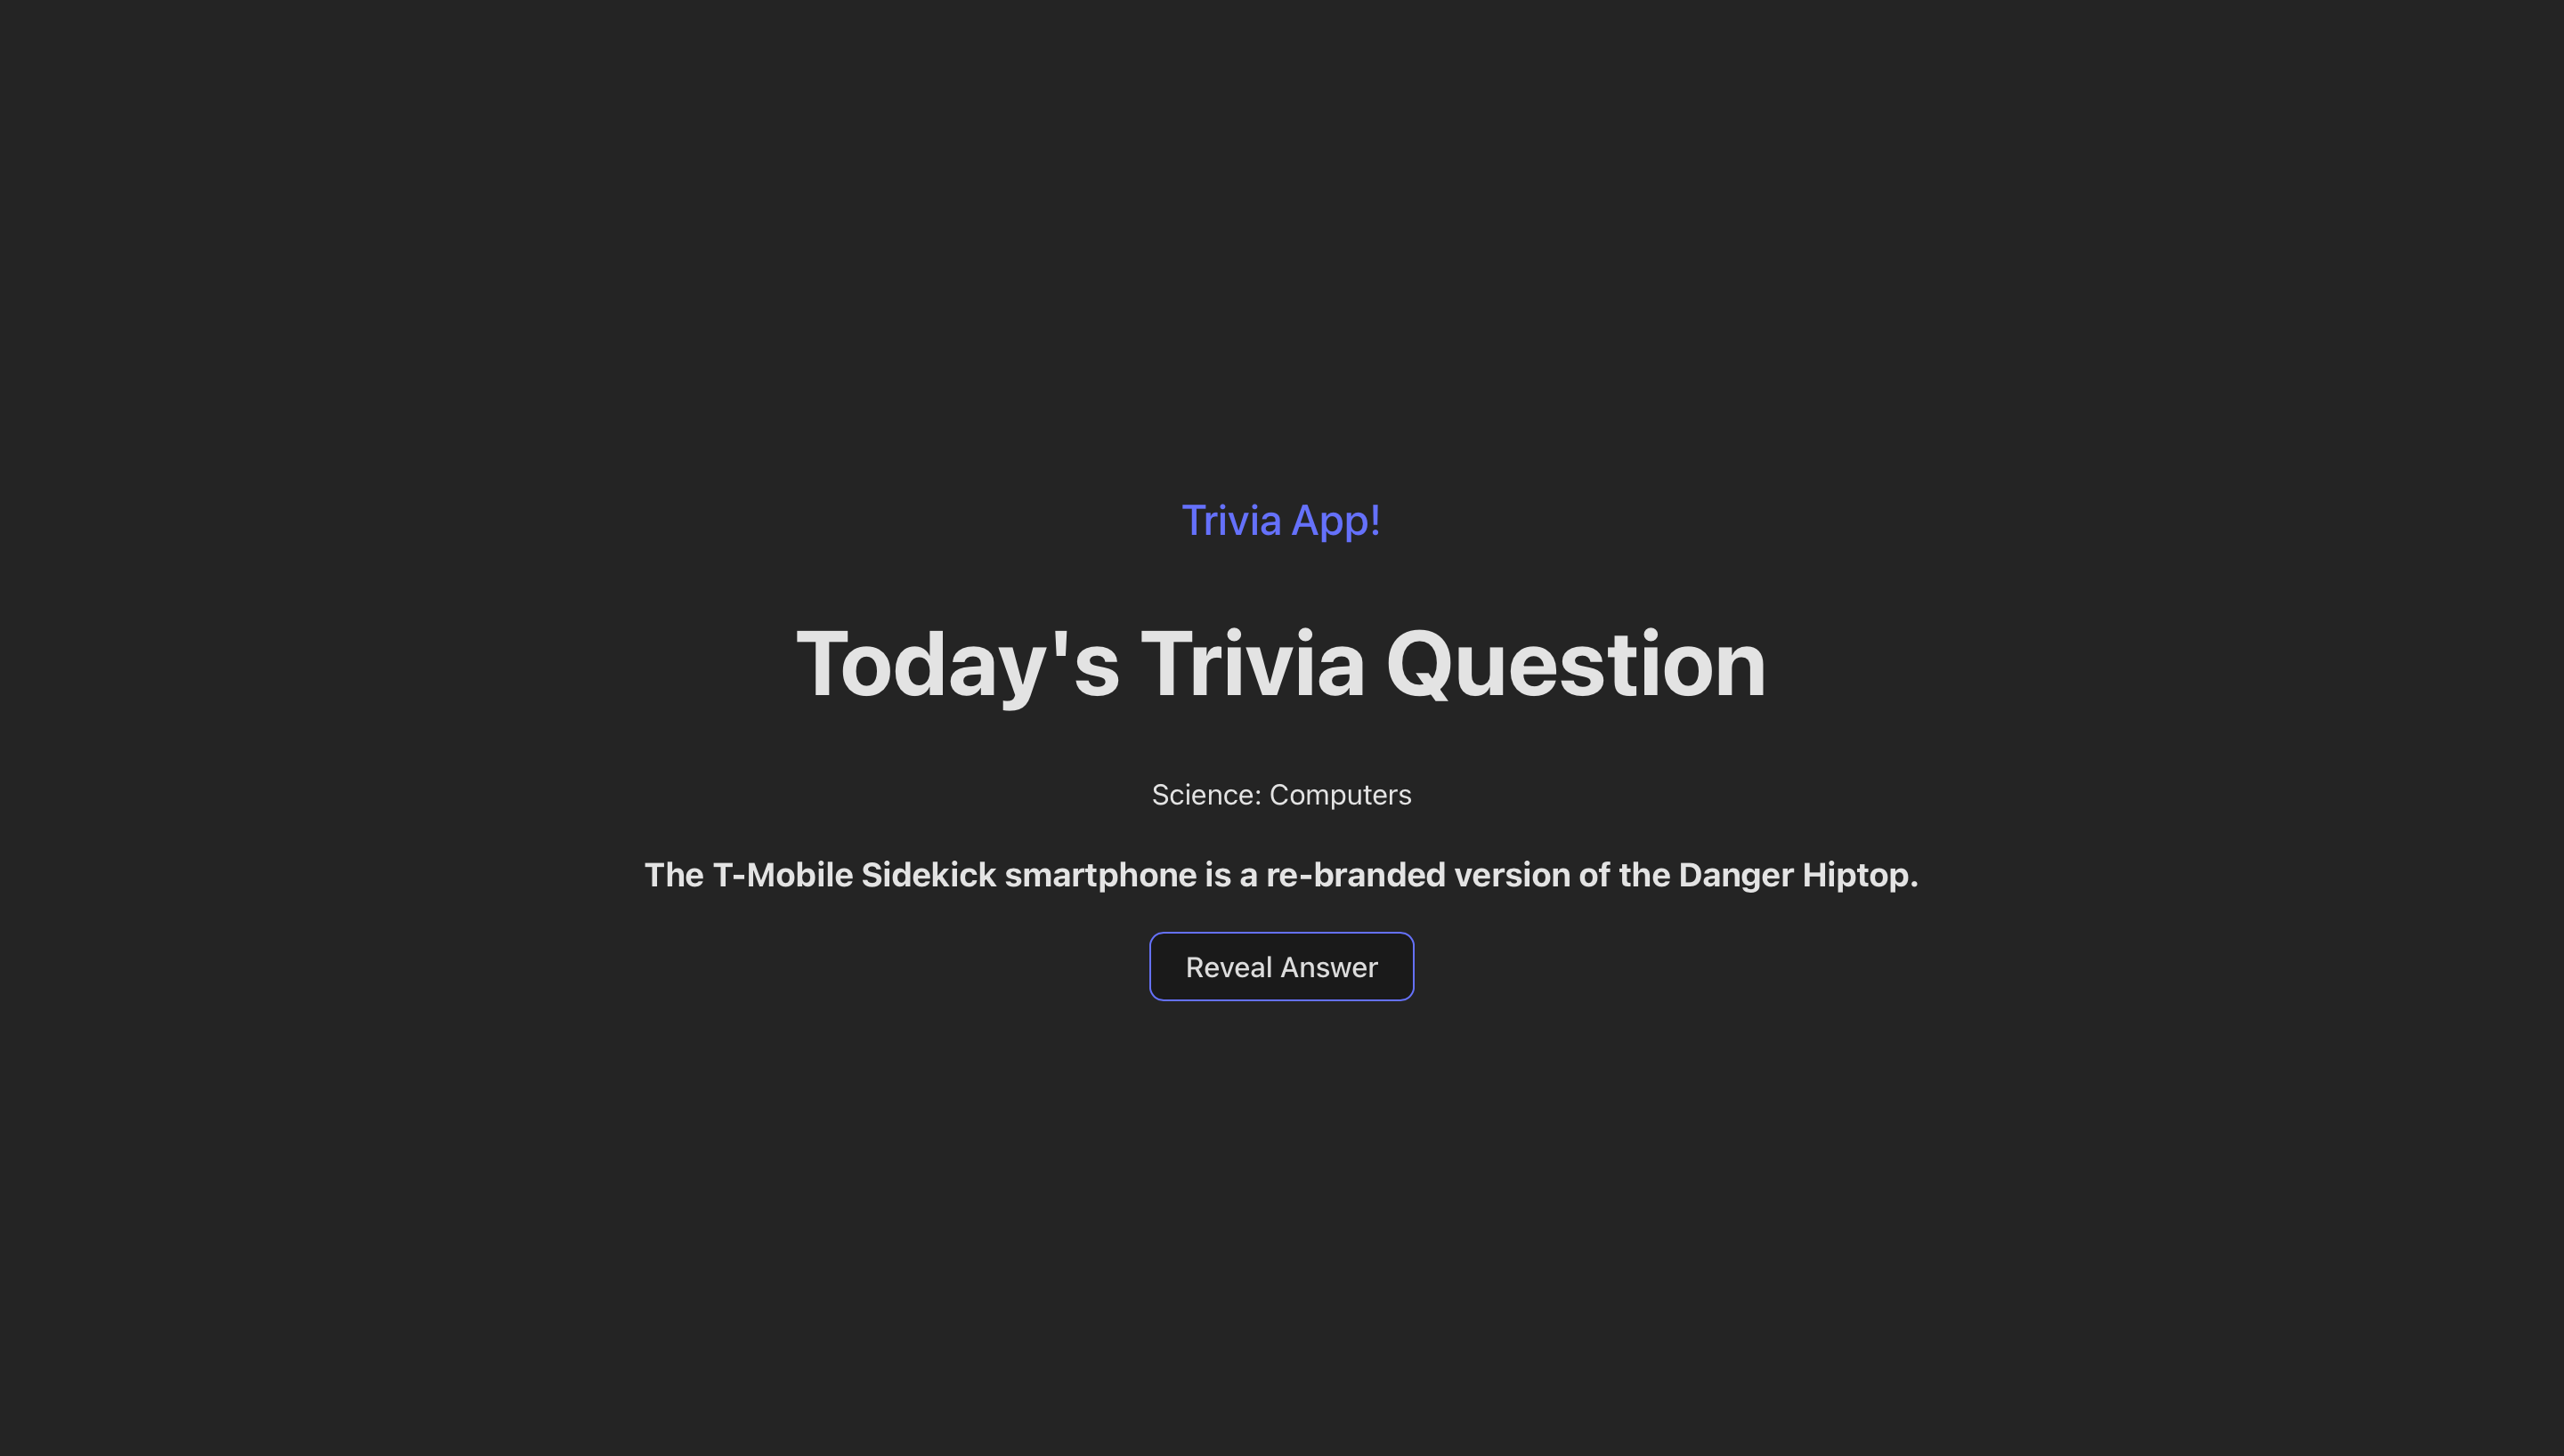 Trivia App!
Today's Trivia Question
Science: Computers
The T-Mobile Sidekick smartphone is a re-branded version of the Danger Hiptop.
Reveal Answer